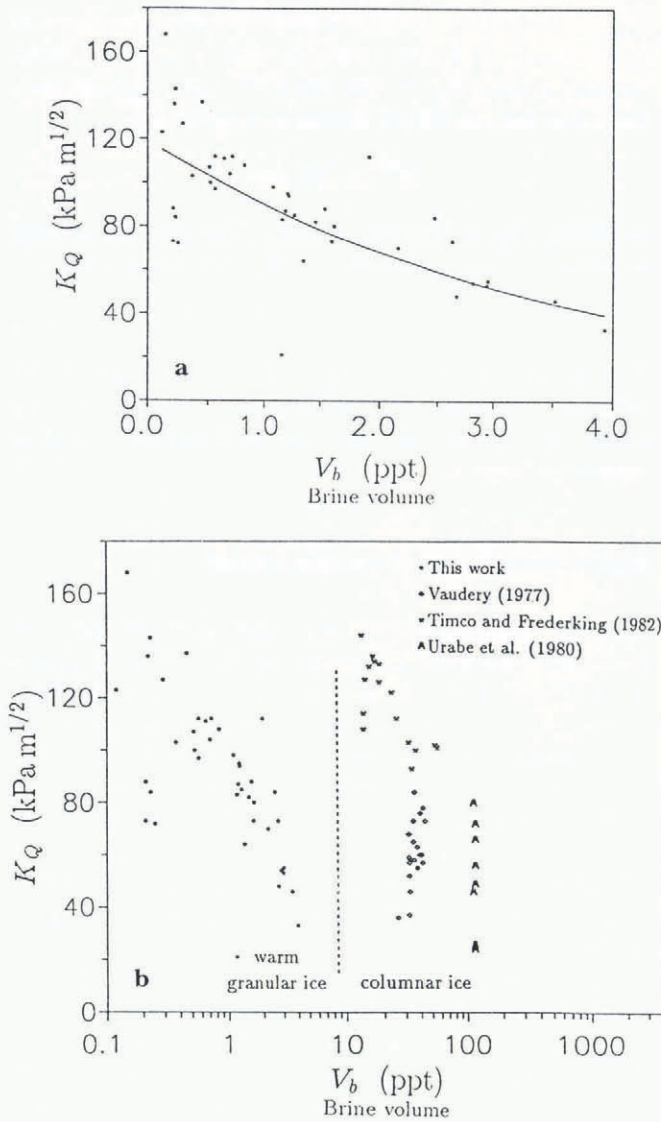 160
120
80
40
0
K_Q (kPa m^1/2)
a
0.0 1.0 2.0 3.0 4.0
V_b (ppt)
Brine volume
• This work
◆ Vaudery (1977)
Timco and Frederking (1982)
Urabe et al. (1980)
160
120
80
40
0
K_Q (kPa m^1/2)
warm
b granular ice columnar ice
0.1 1 10 100 1000
V_b (ppt)
Brine volume